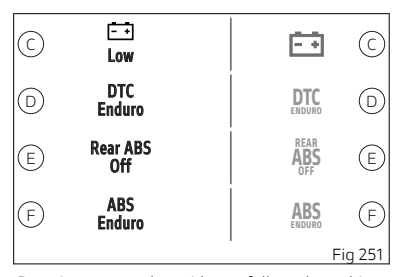 C
Low
C
D
DTC
Enduro
DTC
ENDURO
D
E
Rear ABS
Off
REAR
ABS
OFF
E
F
ABS
Enduro
ABS
ENDURO
F
Fig 251